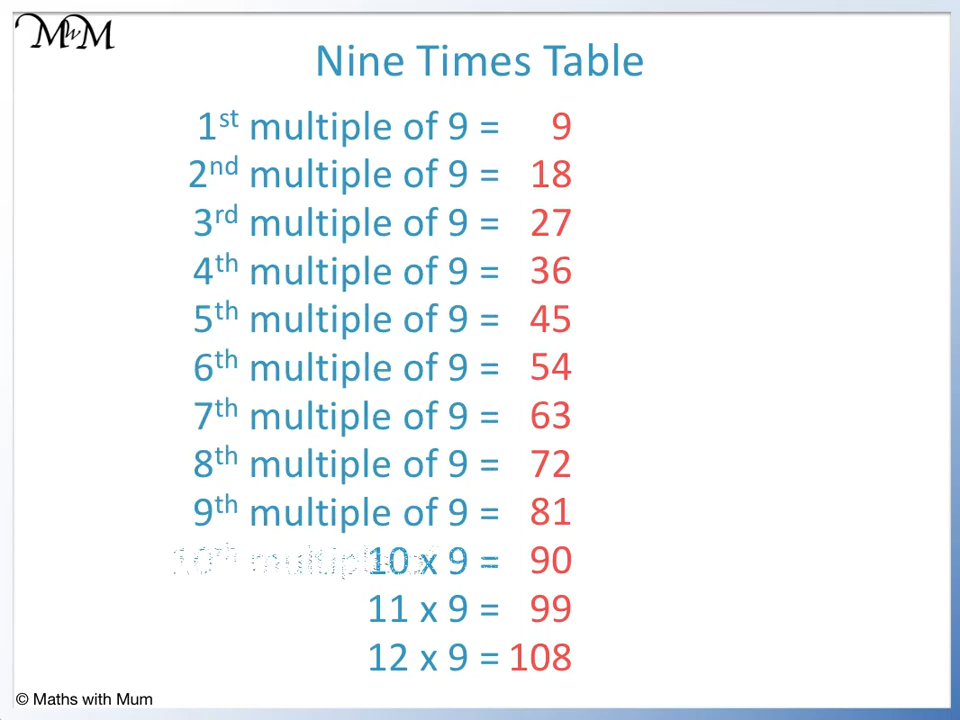 MwM
Nine Times Table
1st multiple of 9 = 9
2nd multiple of 9 = 18
3rd multiple of 9 = 27
4th multiple of 9 = 36
5th multiple of 9 = 45
6th multiple of 9 = 54
7th multiple of 9 = 63
8th multiple of 9 = 72
9th multiple of 9 = 81
10 x 9 = 90
11 x 9 = 99
12 x 9 = 108
© Maths with Mum